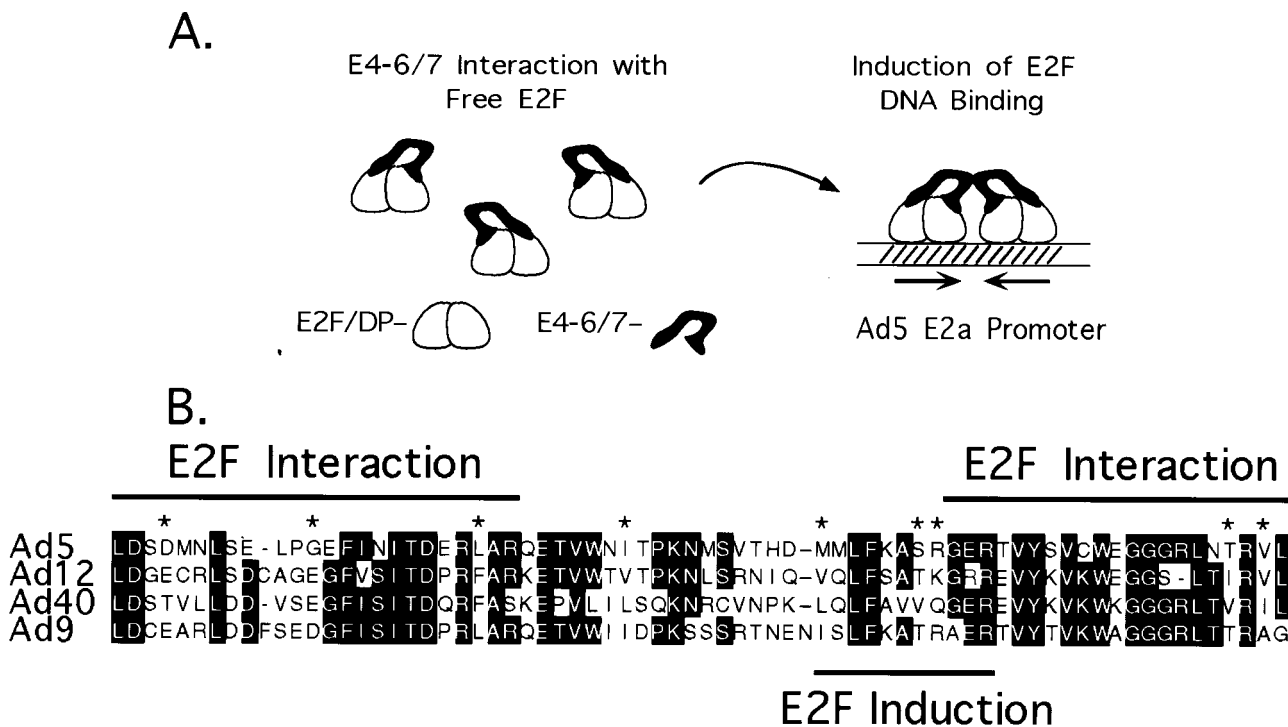 A.
E4-6/7 Interaction with
Free E2F
Induction of E2F
DNA Binding
E2F/DP-
E4-6/7-
Ad5 E2a Promoter
B.
E2F Interaction
E2F Interaction
* * * * * * * * *
Ad5 LDSDMNLSE-LPGEFINITDERLARQETVWNITPKNMSVTHD-MMLFKASRGERTVYSVCWEGGGRLNTRVL
Ad12 LDGECRLSDCAGEGFVSITDPRFARKETVWTVTPKNLSRNIQ-VQLFSATKGRREVYKVKWEGGS-LTIRVL
Ad40 LDSTVLLDD-VSEGFISITDQRFASKEPVLILSQKNRCVNPK-LQLFAVVQGEREVYKVKWKGGGRLTVRIL
Ad9 LDCEARLDDFSEDGFISITDPRLARQETVWIIDPKSSSRTNENISLFKATRAERTVYTVKWAGGGRLTTRAG
E2F Induction